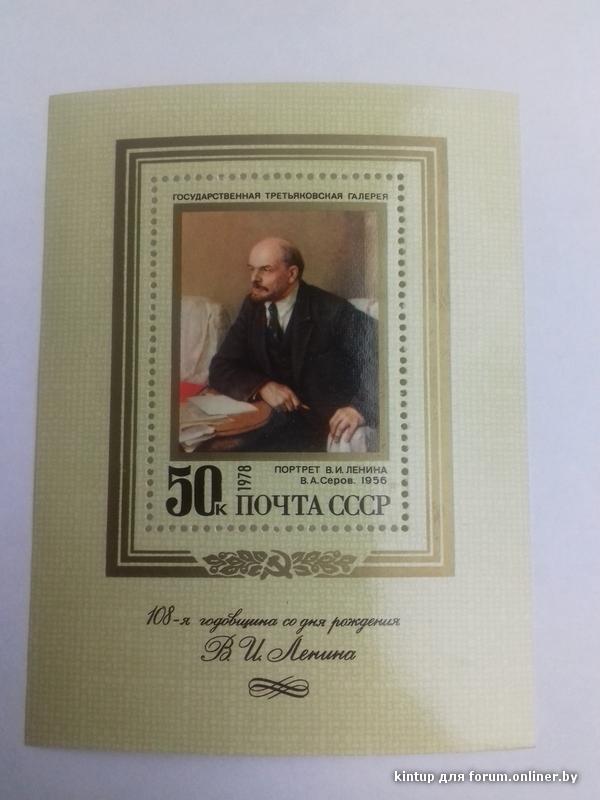 ГОСУДАРСТВЕННАЯ ТРЕТЬЯКОВСКАЯ ГАЛЕРЕЯ
ПОРТРЕТ В.И.ЛЕНИНА
В.А.Серов. 1956
50к 1978 ПОЧТА СССР
108-я годовщина со дня рождения
В. И. Ленина
kintup для forum.onliner.by